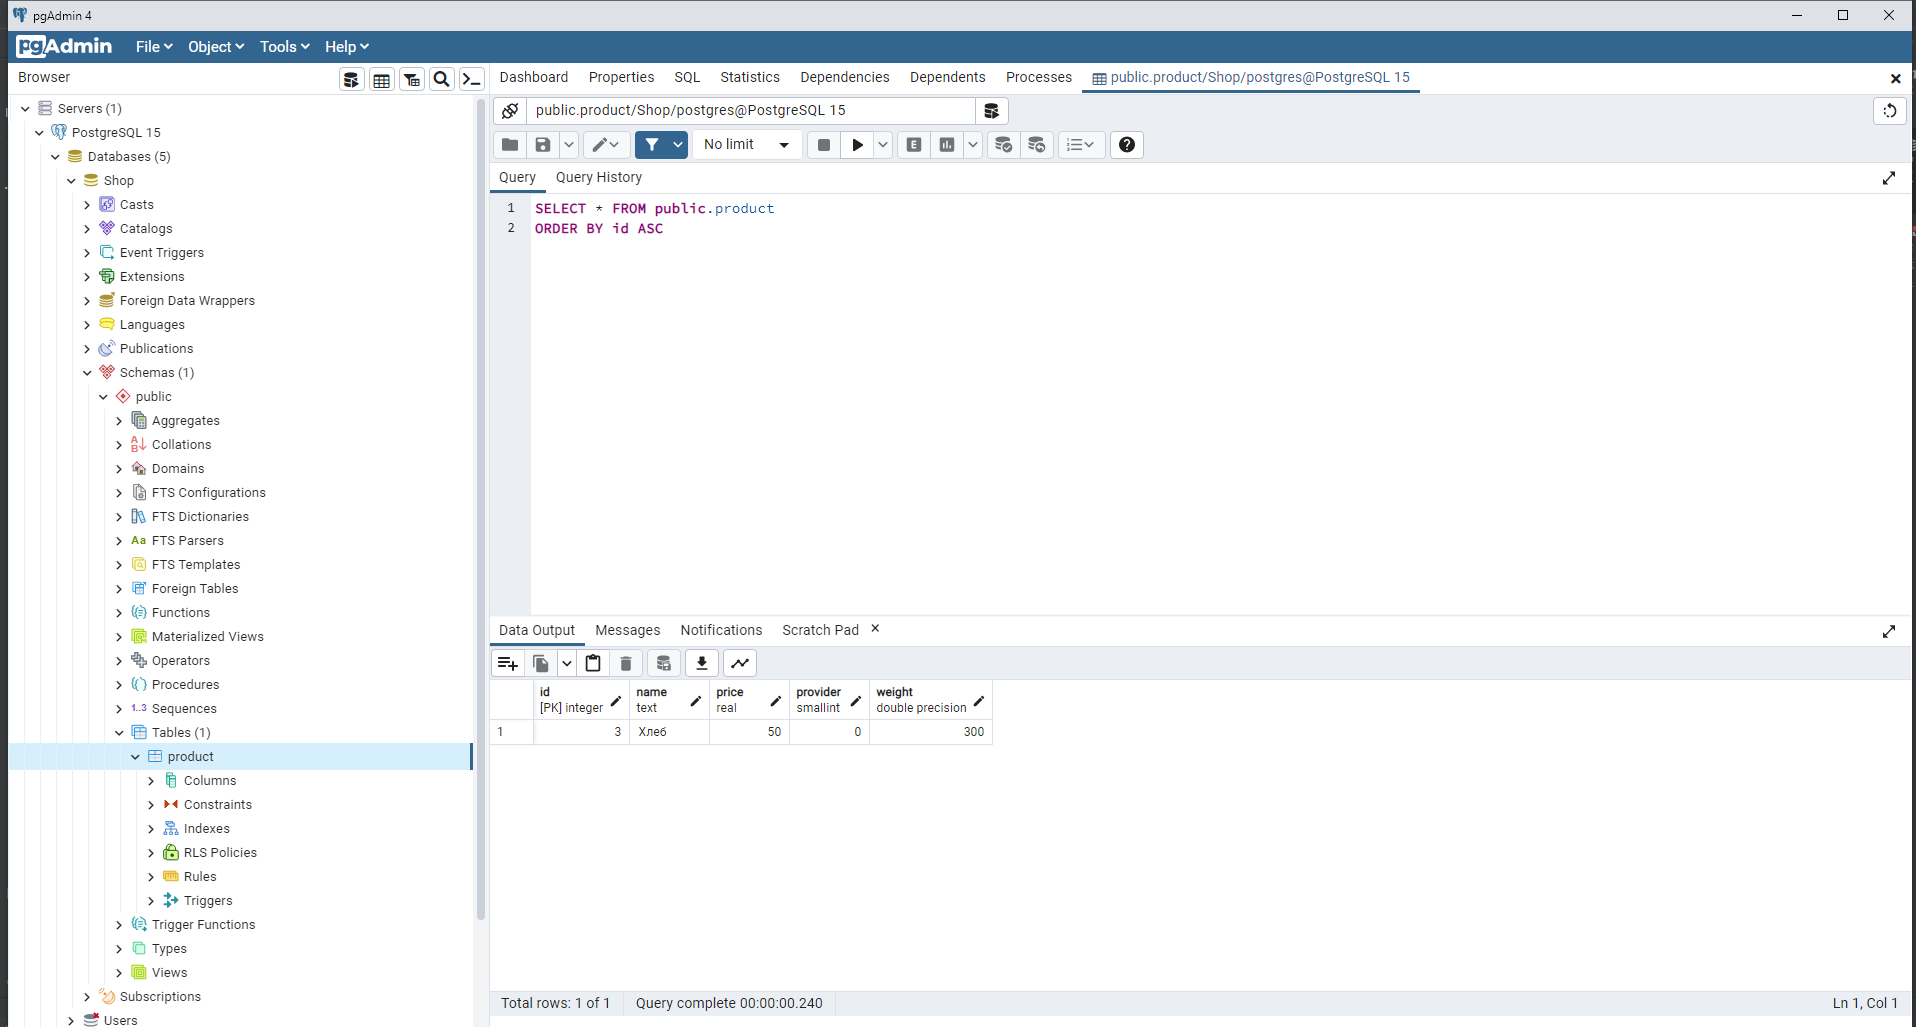 pgAdmin 4
pgAdmin File Object Tools Help
Browser
Dashboard Properties SQL Statistics Dependencies Dependents Processes public.product/Shop/postgres@PostgreSQL 15
Servers (1)
PostgreSQL 15
Databases (5)
Shop
Casts
Catalogs
Event Triggers
Extensions
Foreign Data Wrappers
Languages
Publications
Schemas (1)
public
Aggregates
Collations
Domains
FTS Configurations
FTS Dictionaries
Aa FTS Parsers
FTS Templates
Foreign Tables
Functions
Materialized Views
Operators
Procedures
1..3 Sequences
Tables (1)
product
Columns
Constraints
Indexes
RLS Policies
Rules
Triggers
Trigger Functions
Types
Views
Subscriptions
Users
public.product/Shop/postgres@PostgreSQL 15
No limit
E
Query Query History
1 SELECT * FROM public.product
2 ORDER BY id ASC
Data Output Messages Notifications Scratch Pad
id name price provider weight
[PK] integer text real smallint double precision
1 3 Хлеб 50 0 300
Total rows: 1 of 1 Query complete 00:00:00.240 Ln 1, Col 1